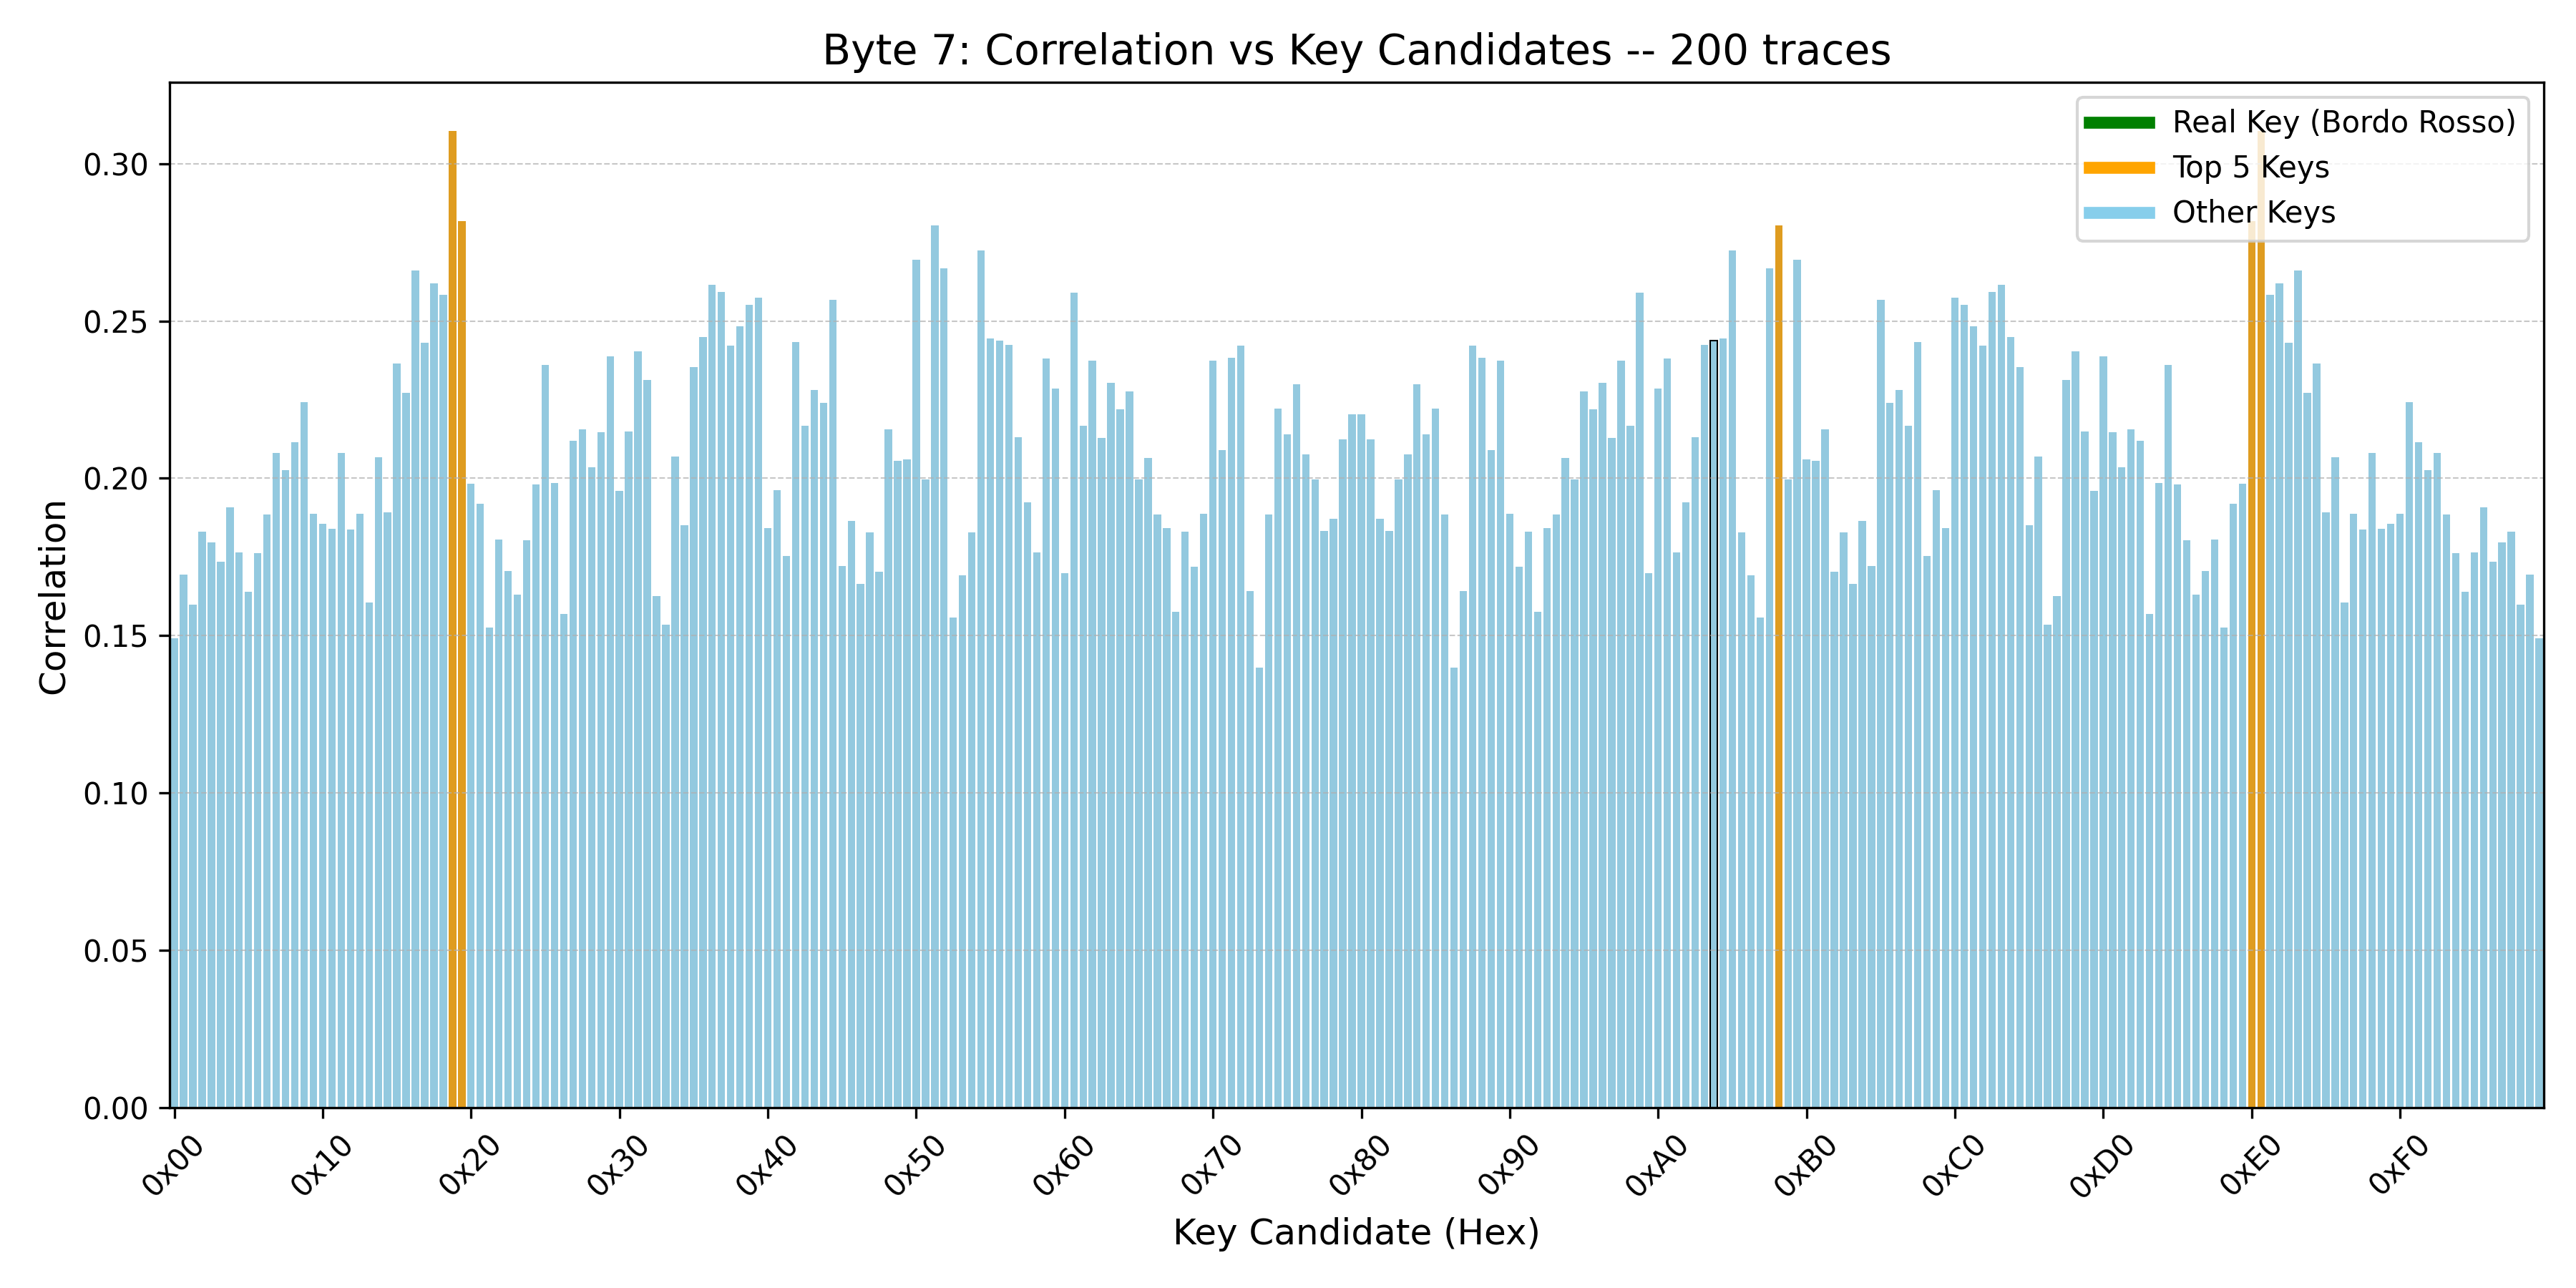 Byte 7: Correlation vs Key Candidates -- 200 traces
Real Key (Bordo Rosso)
Top 5 Keys
Other Keys
0.30
0.25
0.20
0.15
0.10
0.05
0.00
Correlation
0x00 0x10 0x20 0x30 0x40 0x50 0x60 0x70 0x80 0x90 0xA0 0xB0 0xC0 0xD0 0xE0 0xF0
Key Candidate (Hex)